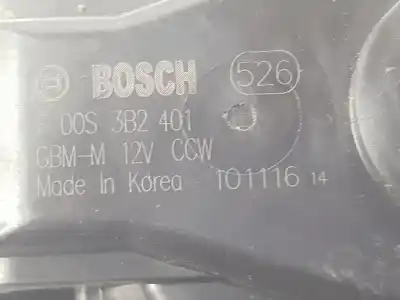 BOSCH 526
F 00S 3B2 401
GBM-M 12V CCW
Made In Korea 101116 14